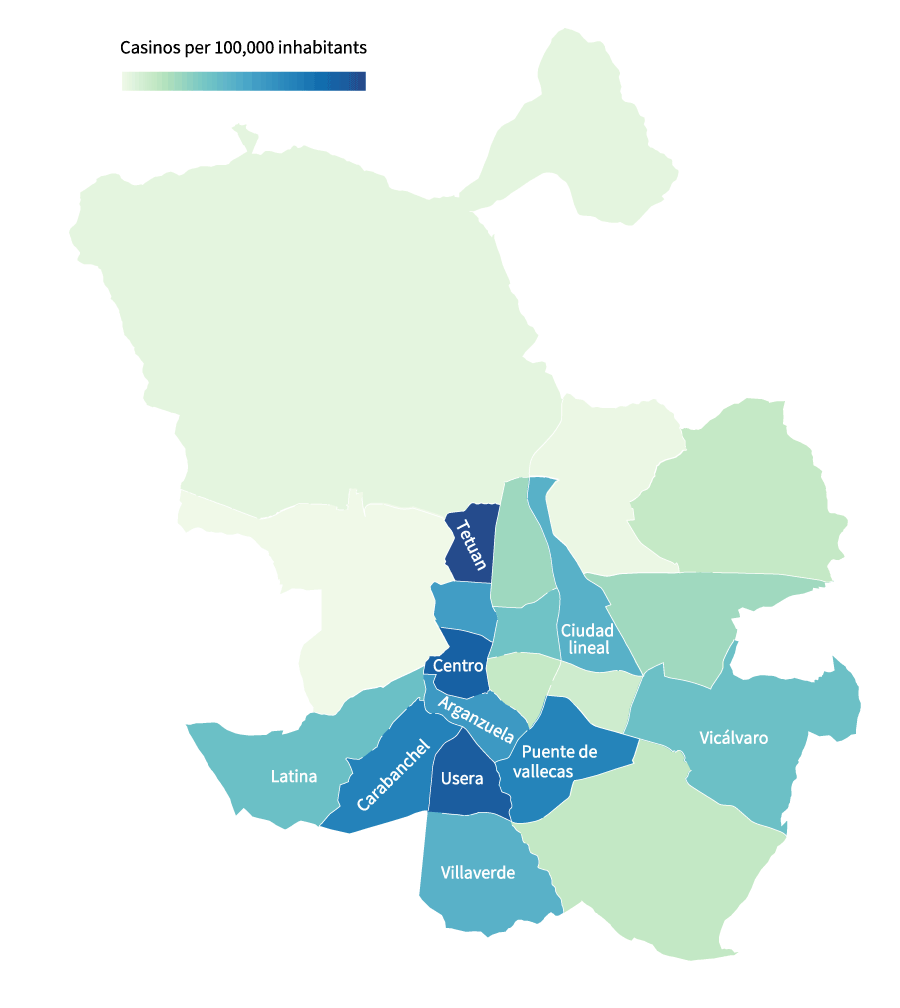 Casinos per 100,000 inhabitants
Tetuan
Ciudad
lineal
Centro
Arganzuela
Vicálvaro
Puente de
vallecas
Latina
Carabanchel
Usera
Villaverde